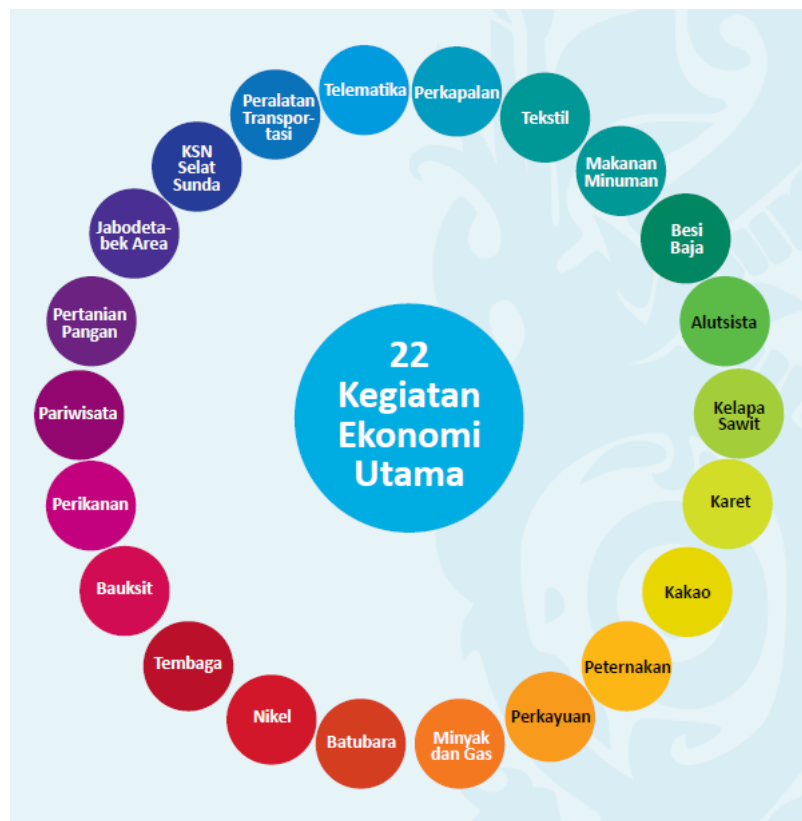 22
Kegiatan
Ekonomi
Utama
Telematika
Perkapalan
Tekstil
Makanan
Minuman
Besi
Baja
Alutsista
Kelapa
Sawit
Karet
Kakao
Peternakan
Perkayuan
Minyak
dan Gas
Batubara
Nikel
Tembaga
Bauksit
Perikanan
Pariwisata
Pertanian
Pangan
Jabodeta-
bek Area
KSN
Selat
Sunda
Peralatan
Transpor-
tasi